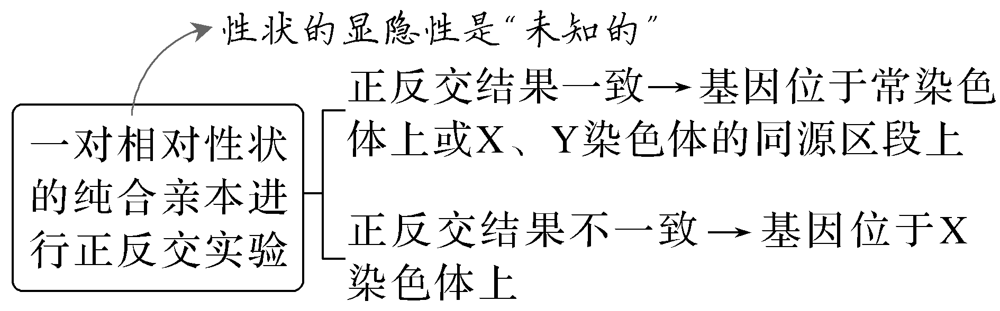 性状的显隐性是“未知的”
一对相对性状
的纯合亲本进
行正反交实验
正反交结果一致→基因位于常染色
体上或X、Y染色体的同源区段上
正反交结果不一致→基因位于X
染色体上